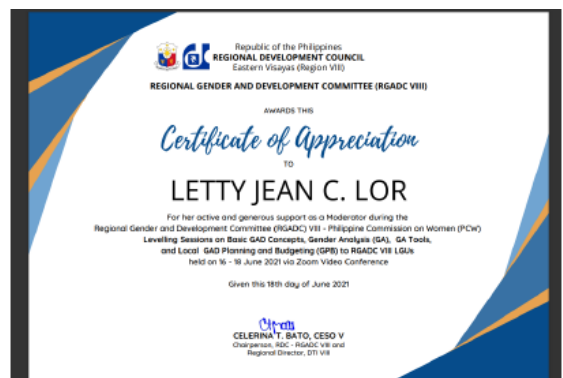 Republic of the Philippines
REGIONAL DEVELOPMENT COUNCIL
Eastern Visayas (Region VIII)
REGIONAL GENDER AND DEVELOPMENT COMMITTEE (RGADC VIII)
AWARDS THIS
Certificate of Appreciation
TO
LETTY JEAN C. LOR
For her active and generous support as a Moderator during the
Regional Gender and Development Committee (RGADC) VIII - Philippine Commission on Women (PCW)
Levelling Sessions on Basic GAD Concepts, Gender Analysis (GA), GA Tools,
and Local GAD Planning and Budgeting (GPB) to RGADC VIII LGUs
held on 16 - 18 June 2021 via Zoom Video Conference
Given this 18th day of June 2021
CELERINA T. BATO, CESO V
Chairperson, RDC - RGADC VIII and
Regional Director, DTI VIII